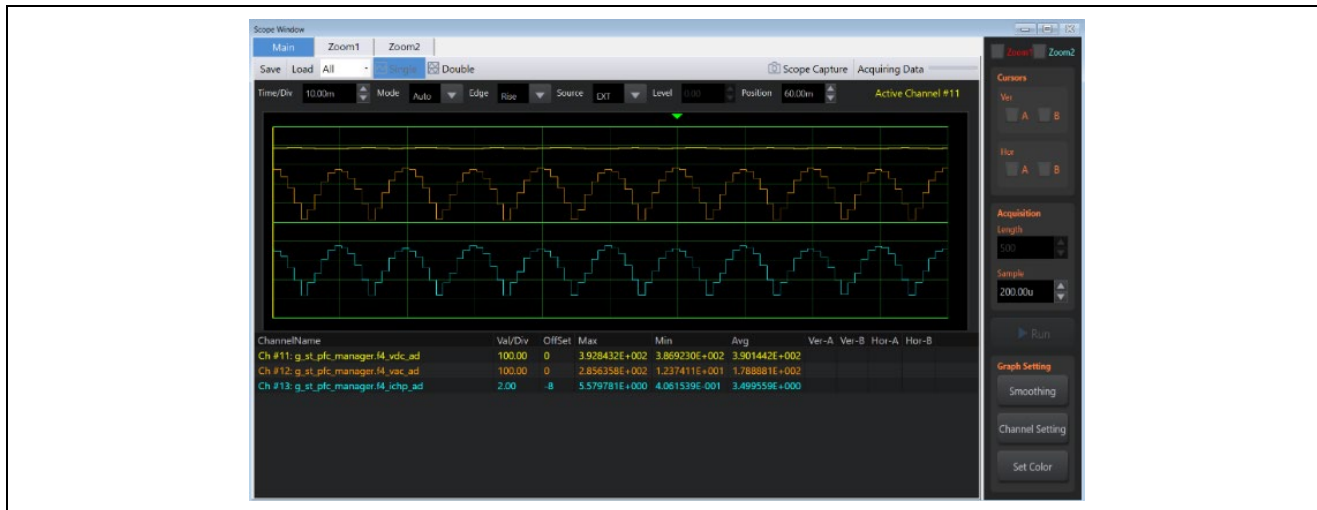 Scope Window
Main Zoom1 Zoom2
Save Load All Single Double Scope Capture Acquiring Data
Time/Div 10.00m Mode Auto Edge Rise Source EXT Level 0.00 Position 60.00m Active Channel #11
ChannelName Val/Div OffSet Max Min Avg Ver-A Ver-B Hor-A Hor-B
Ch #11: g_st_pfc_manager.f4_vdc_ad 100.00 0 3.928432E+002 3.869230E+002 3.901442E+002
Ch #12: g_st_pfc_manager.f4_vac_ad 100.00 0 2.856358E+002 1.237411E+001 1.788881E+002
Ch #13: g_st_pfc_manager.f4_ichp_ad 2.00 -8 5.579781E+000 4.061539E-001 3.499559E+000
Zoom1 Zoom2
Cursors
Ver
A B
Hor
A B
Acquisition
Length
500
Sample
200.00u
Run
Graph Setting
Smoothing
Channel Setting
Set Color